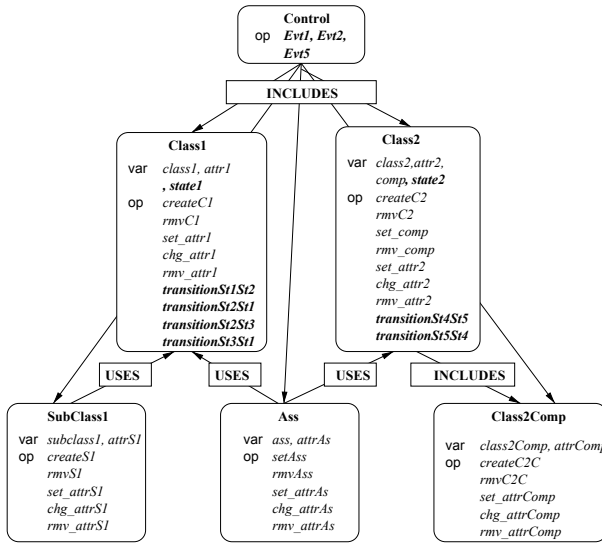 Control
op Evt1, Evt2,
Evt5
INCLUDES
Class1
var class1, attr1
, state1
op createC1
rmvC1
set_attr1
chg_attr1
rmv_attr1
transitionSt1St2
transitionSt2St1
transitionSt2St3
transitionSt3St1
Class2
var class2,attr2,
comp, state2
op createC2
rmvC2
set_comp
rmv_comp
set_attr2
chg_attr2
rmv_attr2
transitionSt4St5
transitionSt5St4
USES
USES
USES
INCLUDES
SubClass1
var subclass1, attrS1
op createS1
rmvS1
set_attrS1
chg_attrS1
rmv_attrS1
Ass
var ass, attrAs
op setAss
rmvAss
set_attrAs
chg_attrAs
rmv_attrAs
Class2Comp
var class2Comp, attrComp
op createC2C
rmvC2C
set_attrComp
chg_attrComp
rmv_attrComp